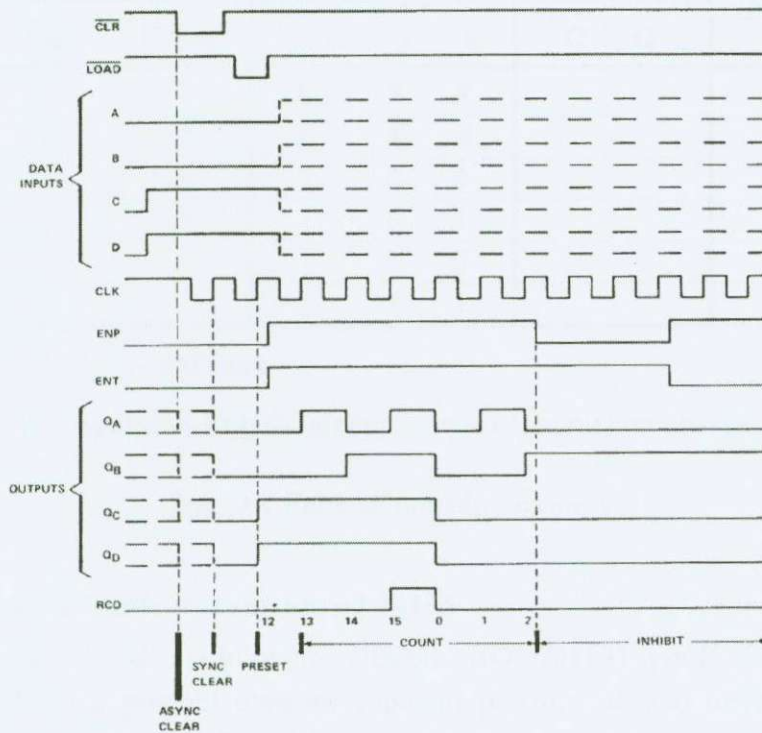 CLR
LOAD
A
B
DATA
INPUTS
C
D
CLK
ENP
ENT
QA
QB
OUTPUTS
QC
QD
RCD
12 13 14 15 0 1 2
COUNT INHIBIT
SYNC PRESET
CLEAR
ASYNC
CLEAR